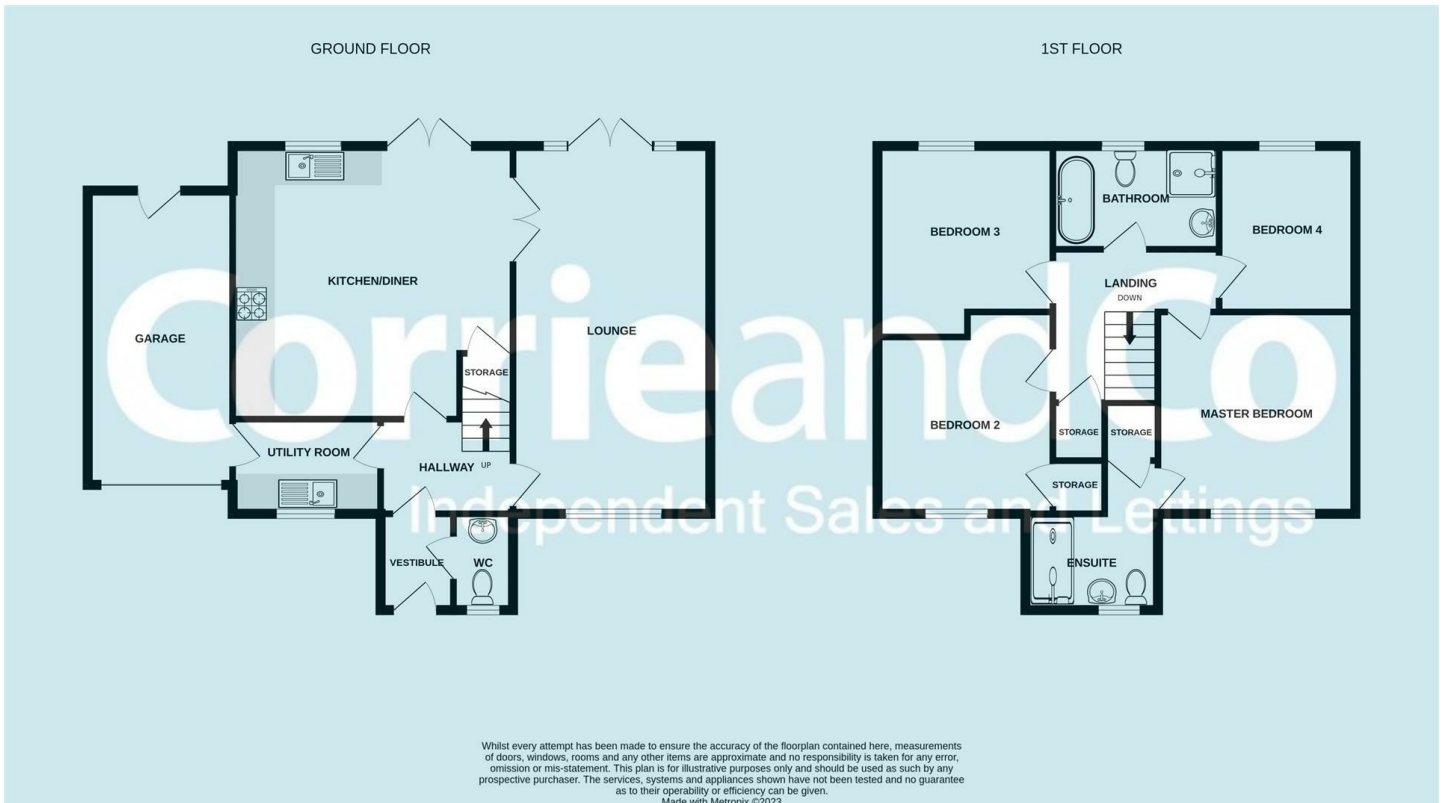 GROUND FLOOR
1ST FLOOR
GARAGE
KITCHEN/DINER
LOUNGE
STORAGE
UTILITY ROOM
HALLWAY
UP
VESTIBULE
WC
BEDROOM 3
BATHROOM
BEDROOM 4
LANDING
DOWN
BEDROOM 2
STORAGE
STORAGE
MASTER BEDROOM
STORAGE
ENSUITE
CorrieandCo
Independent Sales and Lettings
Whilst every attempt has been made to ensure the accuracy of the floorplan contained here, measurements
of doors, windows, rooms and any other items are approximate and no responsibility is taken for any error,
omission or mis-statement. This plan is for illustrative purposes only and should be used as such by any
prospective purchaser. The services, systems and appliances shown have not been tested and no guarantee
as to their operability or efficiency can be given.
Made with Metropix ©2023